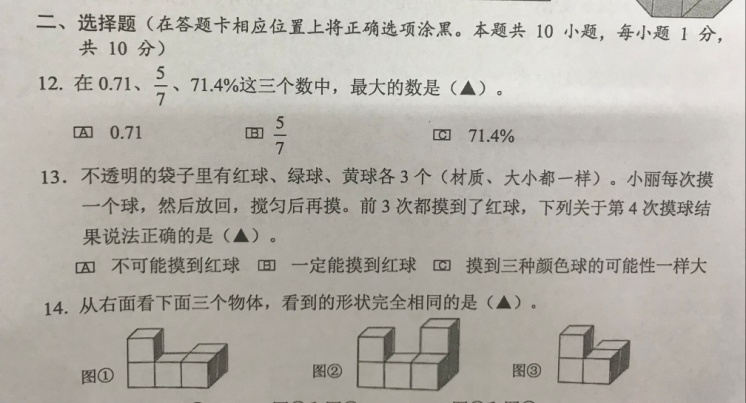 二、选择题（在答题卡相应位置上将正确选项涂黑。本题共 10 小题，每小题 1 分，
共 10 分）
12. 在 0.71、5/7、71.4%这三个数中，最大的数是（▲）。
A 0.71 B 5/7 C 71.4%
13. 不透明的袋子里有红球、绿球、黄球各 3 个（材质、大小都一样）。小丽每次摸
一个球，然后放回，搅匀后再摸。前 3 次都摸到了红球，下列关于第 4 次摸球结
果说法正确的是（▲）。
A 不可能摸到红球 B 一定能摸到红球 C 摸到三种颜色球的可能性一样大
14. 从右面看下面三个物体，看到的形状完全相同的是（▲）。
图① 图② 图③